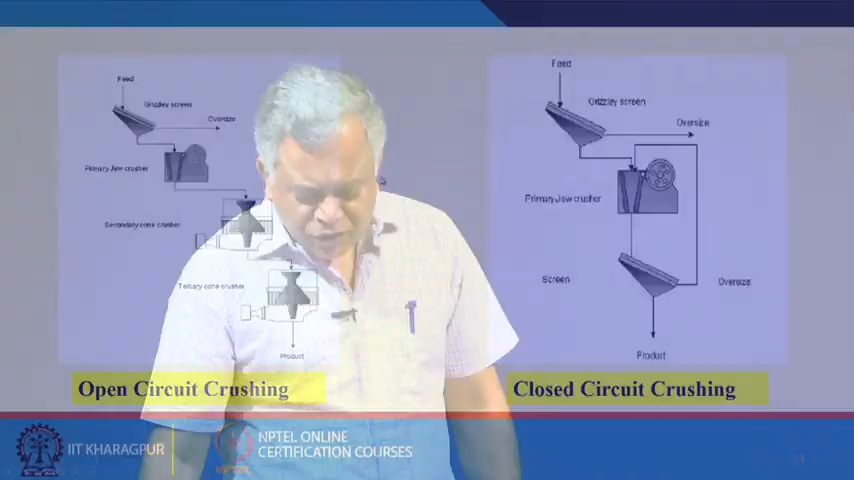 Feed
Grizzley screen
Oversize
Primary Jaw crusher
Secondary cone crusher
Tertiary cone crusher
Product
Open Circuit Crushing
Feed
Grizzley screen
Oversize
Primary Jaw crusher
Screen
Oversize
Product
Closed Circuit Crushing
IIT KHARAGPUR
NPTEL ONLINE
CERTIFICATION COURSES